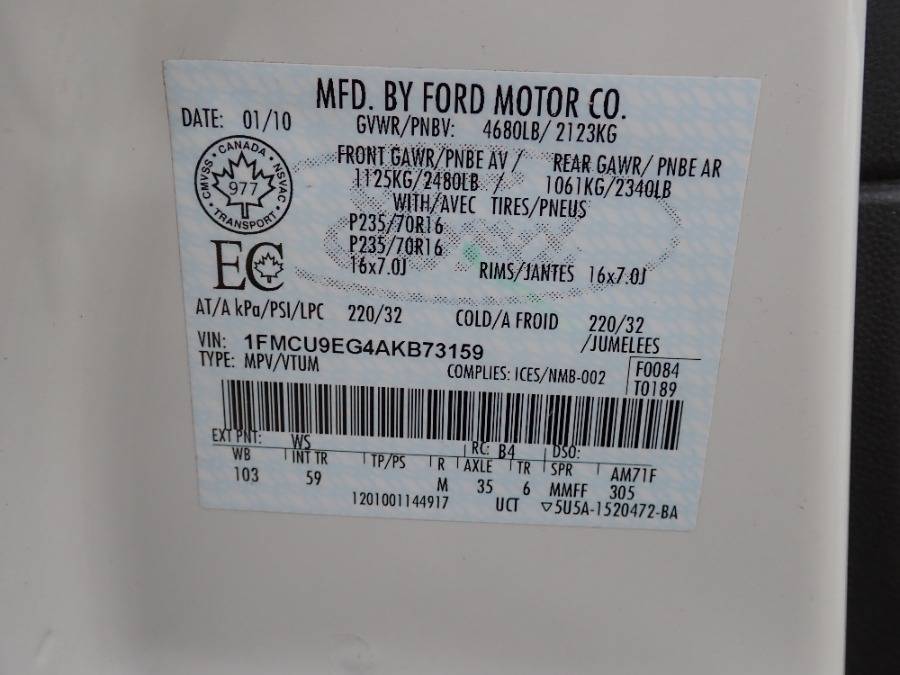 MFD. BY FORD MOTOR CO.
DATE: 01/10
GVWR/PNBV: 4680LB/ 2123KG
CMVSS · CANADA · NSVAC · TRANSPORT ·
977
FRONT GAWR/PNBE AV / REAR GAWR/ PNBE AR
1125KG/2480LB / 1061KG/2340LB
WITH/AVEC TIRES/PNEUS
P235/70R16
P235/70R16
16x7.0J RIMS/JANTES 16x7.0J
EC
AT/A kPa/PSI/LPC 220/32 COLD/A FROID 220/32
/JUMELEES
VIN: 1FMCU9EG4AKB73159
TYPE: MPV/VTUM
COMPLIES: ICES/NMB-002
F0084
T0189
EXT PNT: WS RC: B4 DSO:
WB INT TR TP/PS R AXLE TR SPR AM71F
103 59 M 35 6 MMFF 305
1201001144917 UCT ▽5U5A-1520472-BA